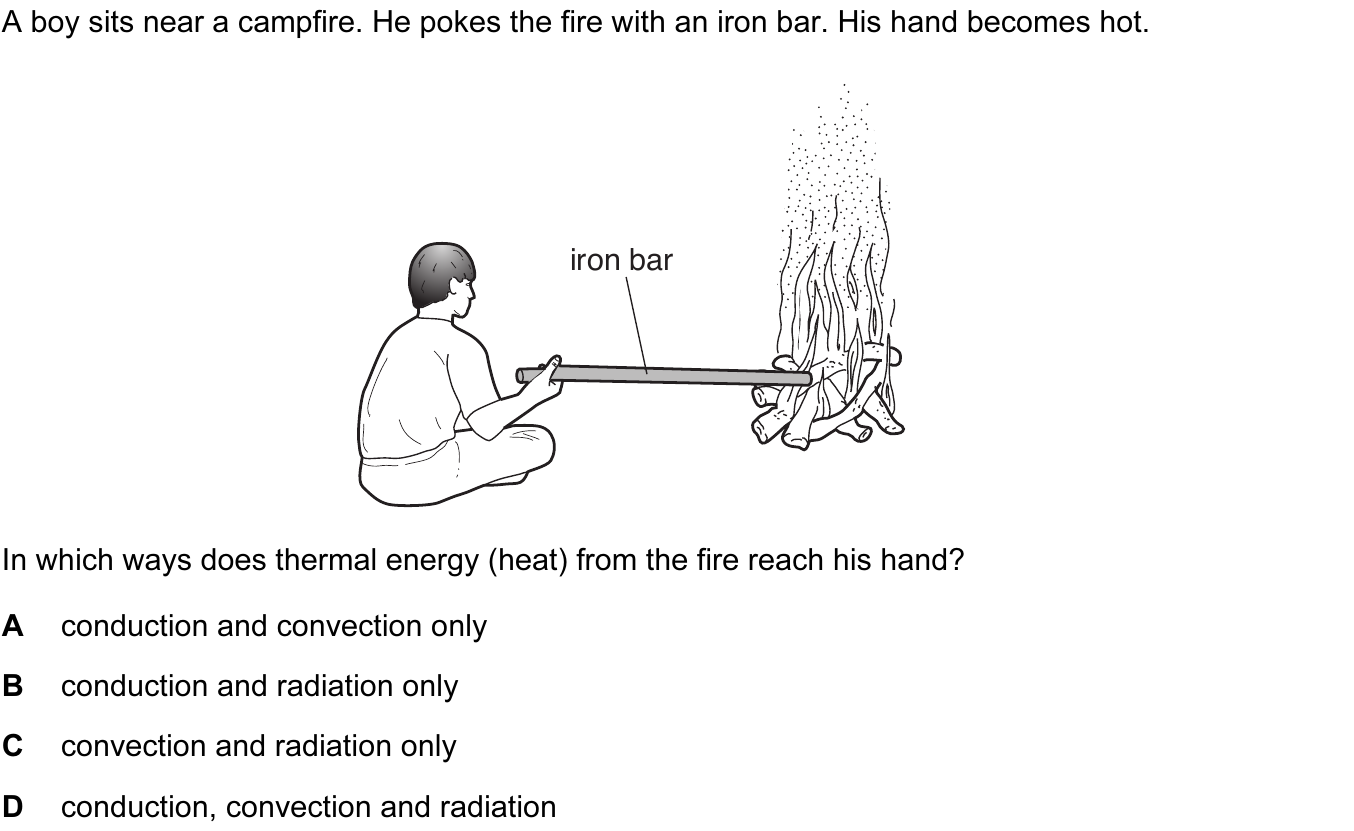 A boy sits near a campfire. He pokes the fire with an iron bar. His hand becomes hot.
iron bar
In which ways does thermal energy (heat) from the fire reach his hand?
A conduction and convection only
B conduction and radiation only
C convection and radiation only
D conduction, convection and radiation